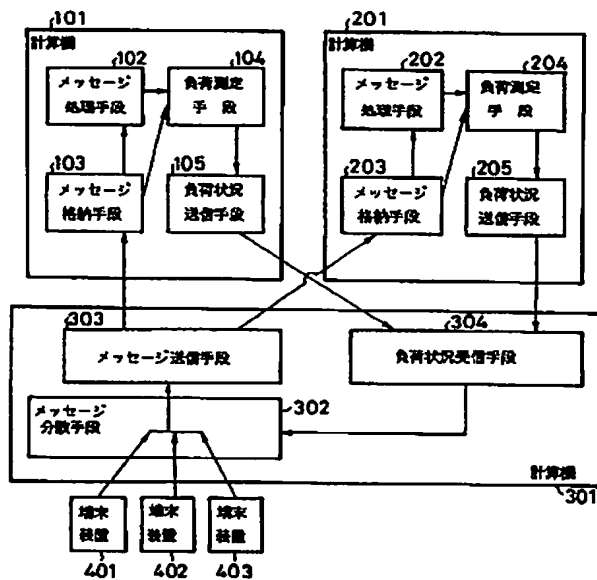 101
計算機
102
メッセージ
処理手段
104
負荷測定
手 段
103
メッセージ
格納手段
105
負荷状況
送信手段
201
計算機
202
メッセージ
処理手段
204
負荷測定
手 段
203
メッセージ
格納手段
205
負荷状況
送信手段
303
メッセージ送信手段
304
負荷状況受信手段
メッセージ
分散手段
302
計算機
301
端末
装置
401
端末
装置
402
端末
装置
403